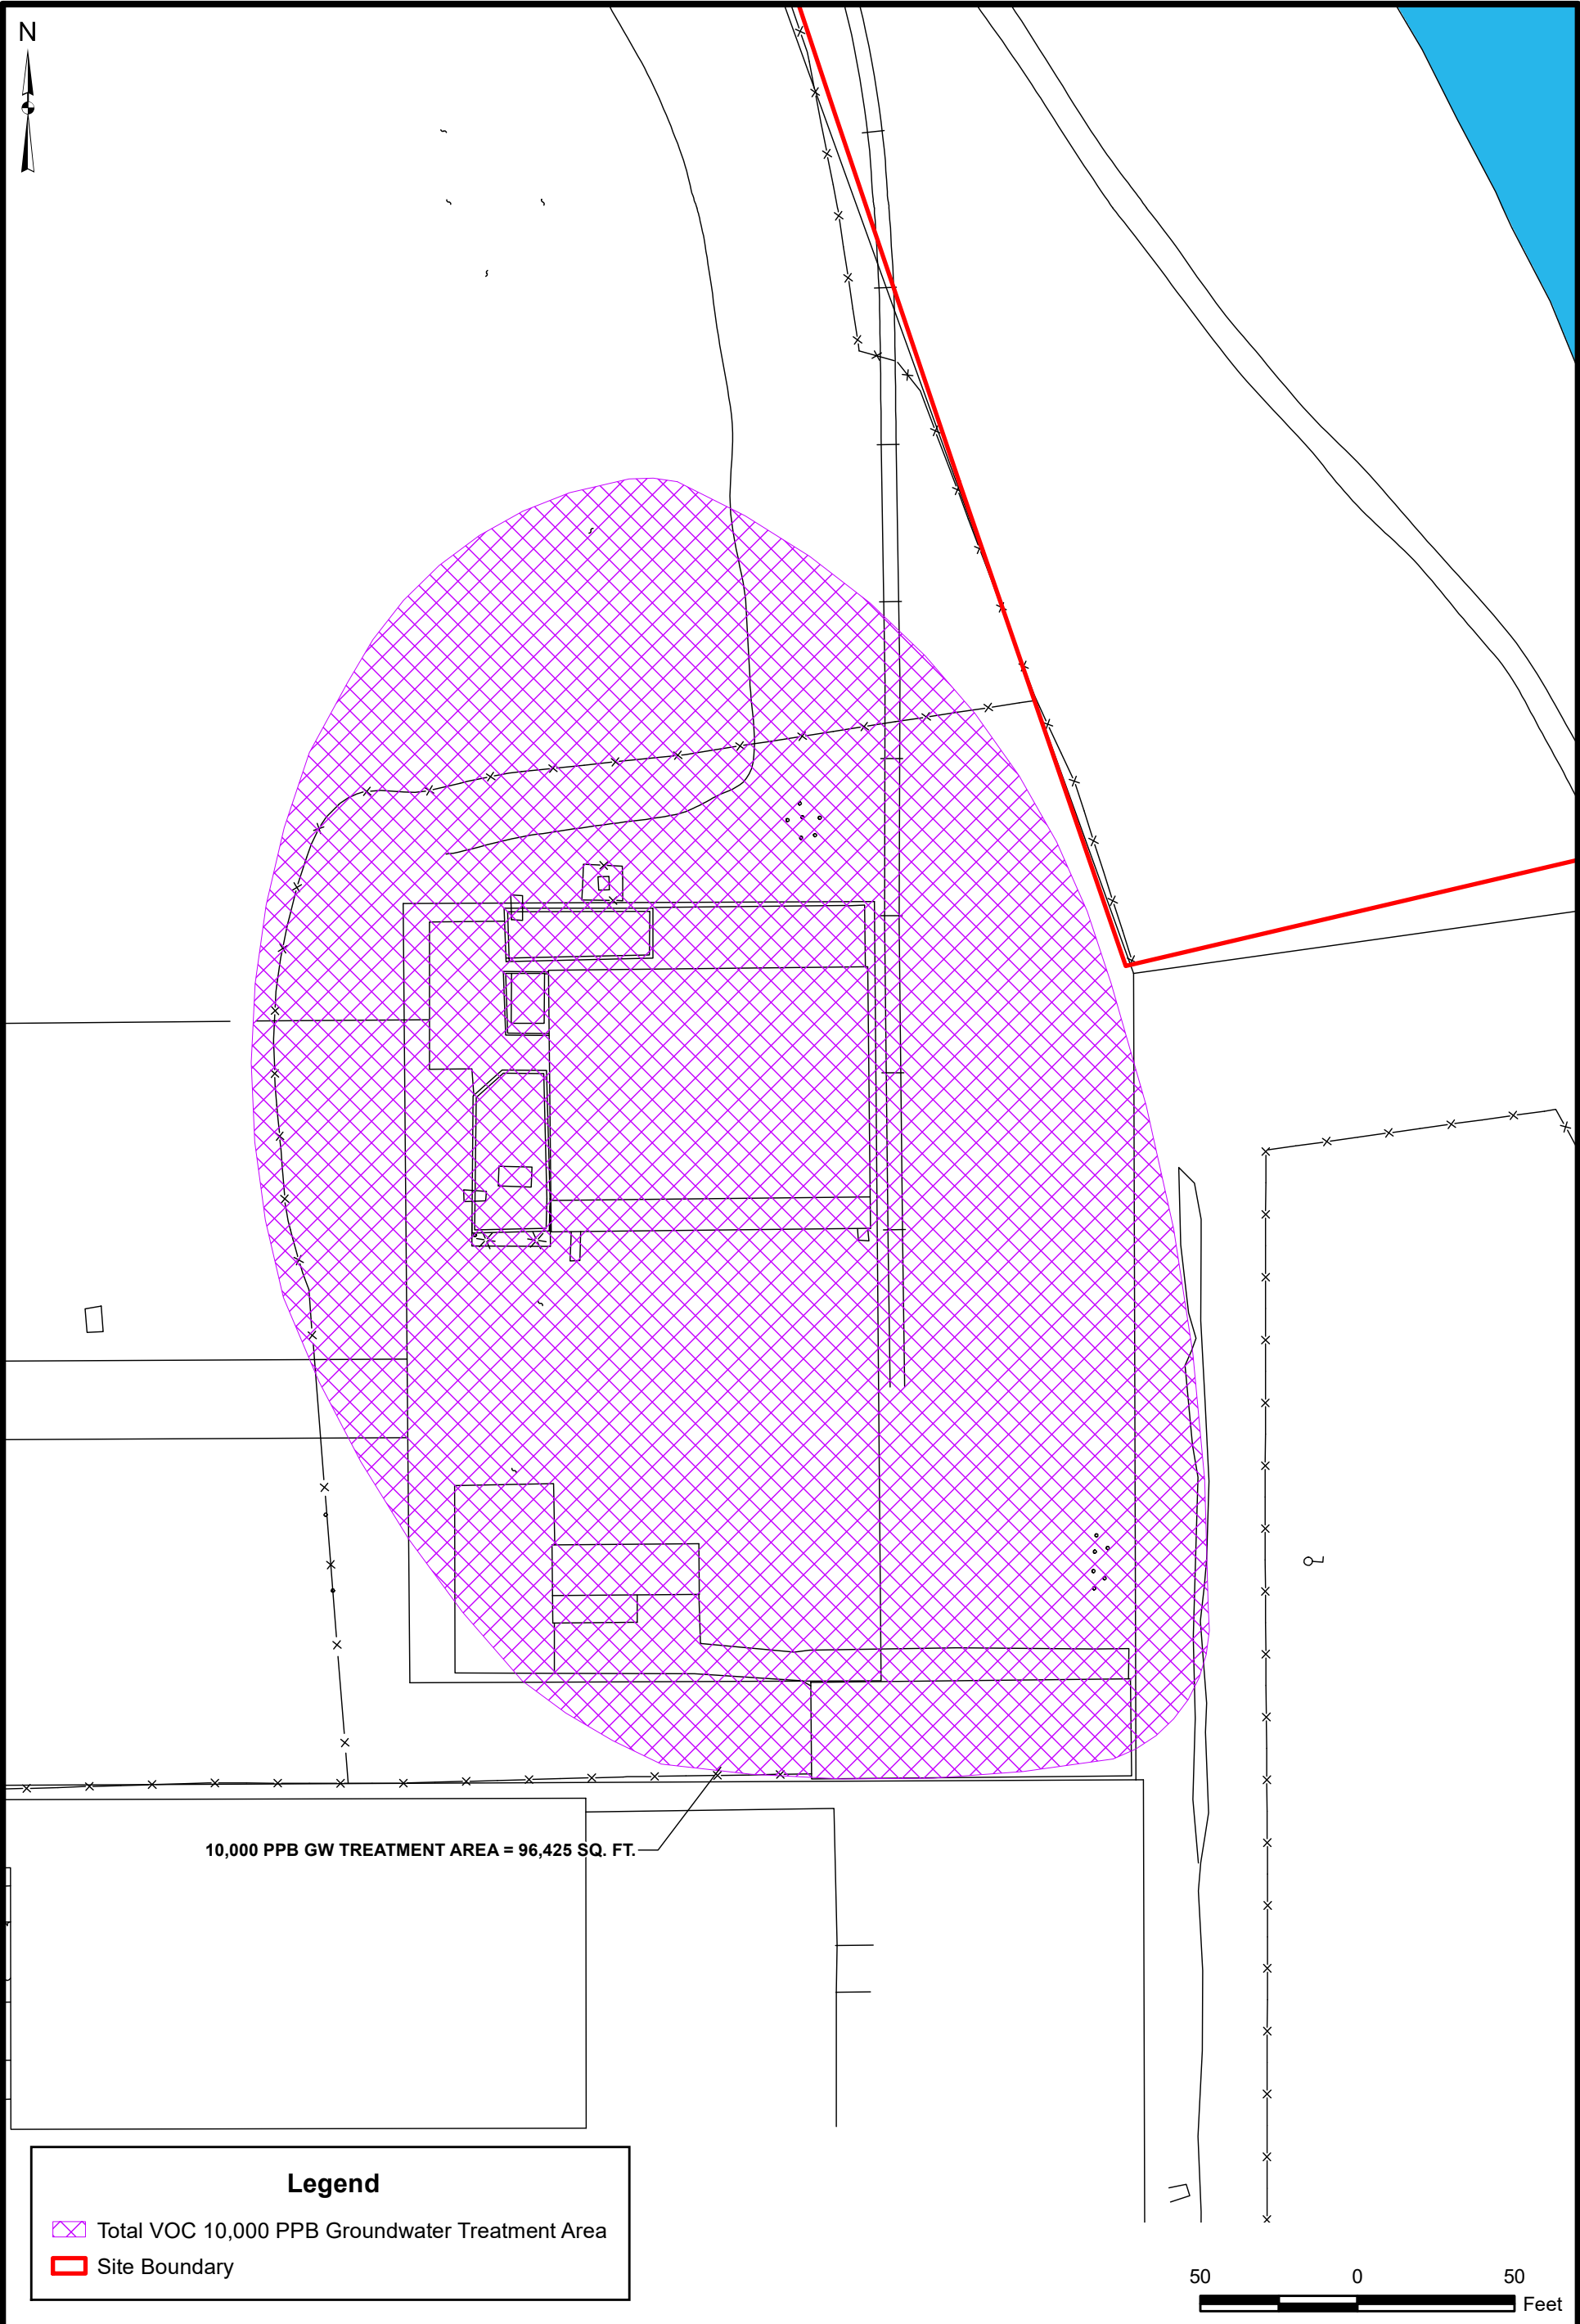 N
10,000 PPB GW TREATMENT AREA = 96,425 SQ. FT.
Legend
Total VOC 10,000 PPB Groundwater Treatment Area
Site Boundary
50 0 50
Feet